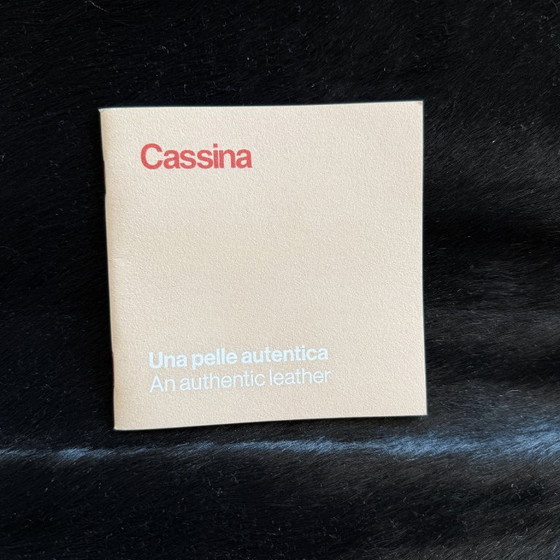 Cassina
Una pelle autentica
An authentic leather